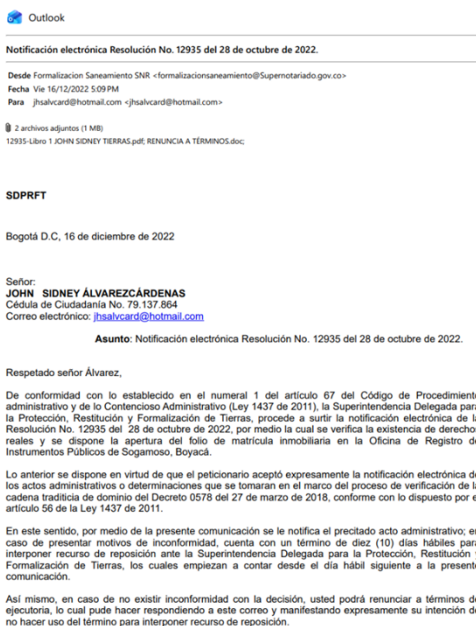 Outlook
Notificación electrónica Resolución No. 12935 del 28 de octubre de 2022.
Desde Formalizacion Saneamiento SNR <formalizacionsaneamiento@Supernotariado.gov.co>
Fecha Vie 16/12/2022 5:09 PM
Para jhsalvcard@hotmail.com <jhsalvcard@hotmail.com>
2 archivos adjuntos (1 MB)
12935-Libro 1 JOHN SIDNEY TIERRAS.pdf; RENUNCIA A TÉRMINOS.doc;
SDPRFT
Bogotá D.C, 16 de diciembre de 2022
Señor:
JOHN SIDNEY ÁLVAREZCÁRDENAS
Cédula de Ciudadanía No. 79.137.864
Correo electrónico: jhsalvcard@hotmail.com
Asunto: Notificación electrónica Resolución No. 12935 del 28 de octubre de 2022.
Respetado señor Álvarez,
De conformidad con lo establecido en el numeral 1 del artículo 67 del Código de Procedimiento
administrativo y de lo Contencioso Administrativo (Ley 1437 de 2011), la Superintendencia Delegada para
la Protección, Restitución y Formalización de Tierras, procede a surtir la notificación electrónica de la
Resolución No. 12935 del 28 de octubre de 2022, por medio la cual se verifica la existencia de derechos
reales y se dispone la apertura del folio de matrícula inmobiliaria en la Oficina de Registro de
Instrumentos Públicos de Sogamoso, Boyacá.
Lo anterior se dispone en virtud de que el peticionario aceptó expresamente la notificación electrónica de
los actos administrativos o determinaciones que se tomaran en el marco del proceso de verificación de la
cadena traditicia de dominio del Decreto 0578 del 27 de marzo de 2018, conforme con lo dispuesto por el
artículo 56 de la Ley 1437 de 2011.
En este sentido, por medio de la presente comunicación se le notifica el precitado acto administrativo; en
caso de presentar motivos de inconformidad, cuenta con un término de diez (10) días hábiles para
interponer recurso de reposición ante la Superintendencia Delegada para la Protección, Restitución y
Formalización de Tierras, los cuales empiezan a contar desde el día hábil siguiente a la presente
comunicación.
Así mismo, en caso de no existir inconformidad con la decisión, usted podrá renunciar a términos de
ejecutoria, lo cual puede hacer respondiendo a este correo y manifestando expresamente su intención de
no hacer uso del término para interponer recurso de reposición.